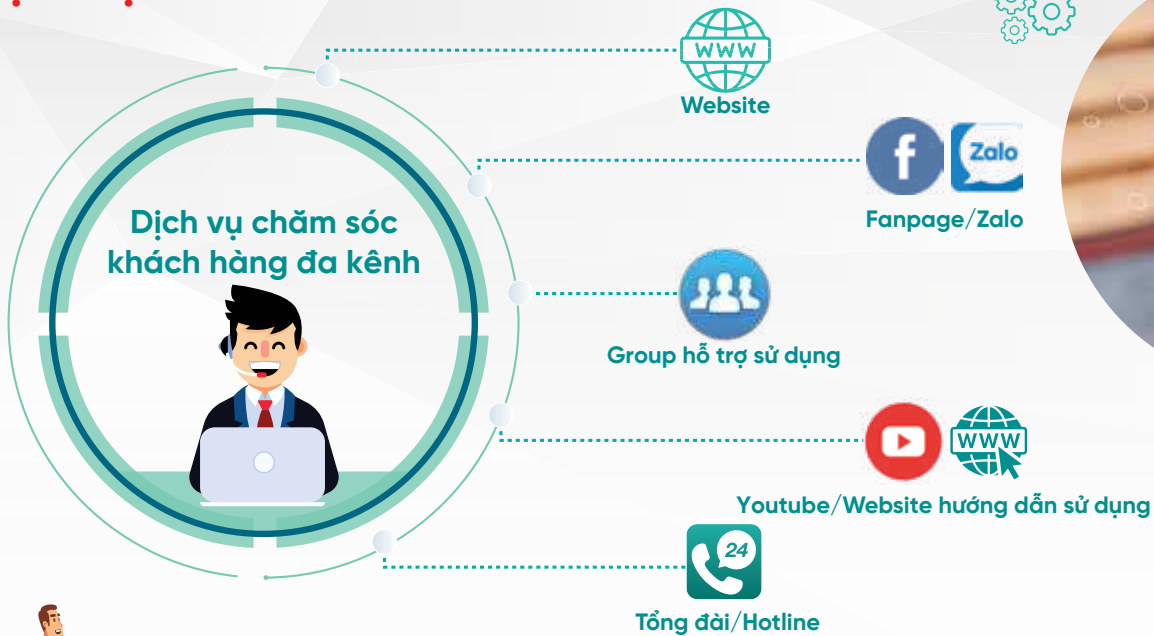 WWW
Website
Dịch vụ chăm sóc
khách hàng đa kênh
f
Zalo
Fanpage/Zalo
Group hỗ trợ sử dụng
WWW
Youtube/Website hướng dẫn sử dụng
24
Tổng đài/Hotline